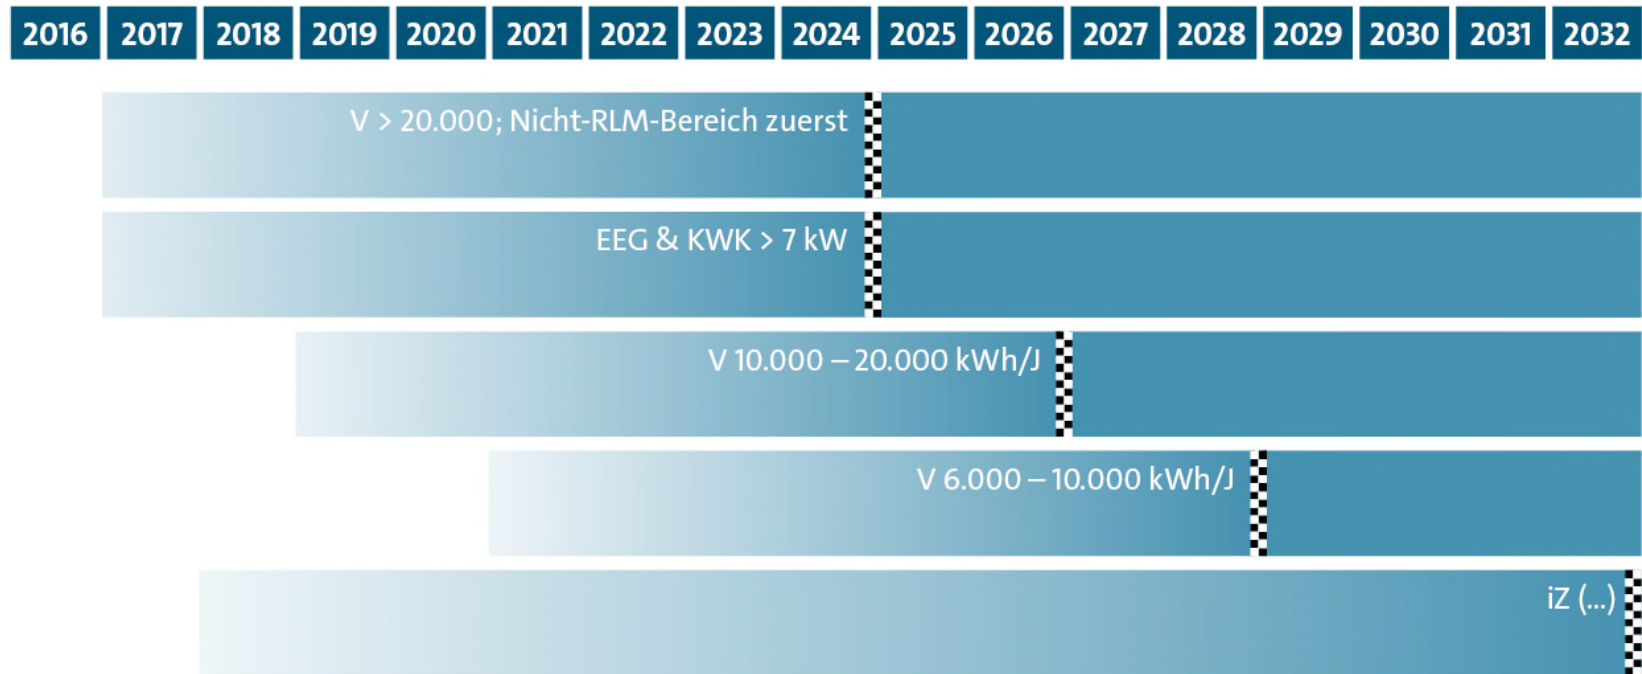 2016 2017 2018 2019 2020 2021 2022 2023 2024 2025 2026 2027 2028 2029 2030 2031 2032
V > 20.000; Nicht-RLM-Bereich zuerst
EEG & KWK > 7 kW
V 10.000 – 20.000 kWh/J
V 6.000 – 10.000 kWh/J
iZ (...)